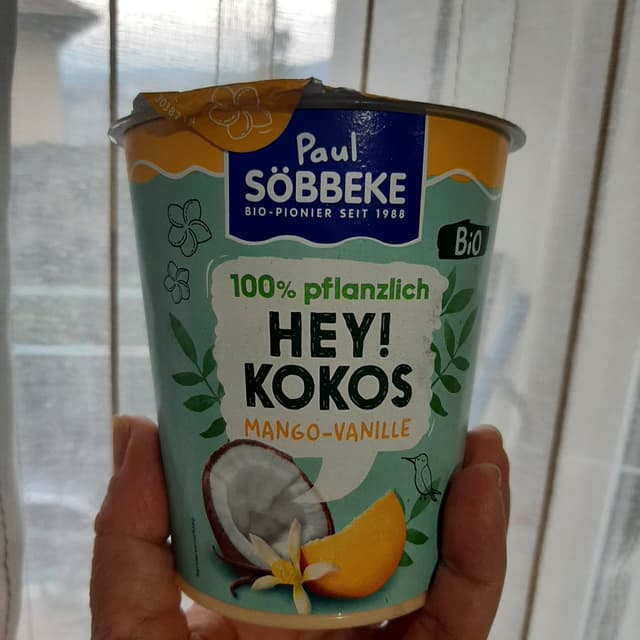 Paul
SÖBBEKE
BIO-PIONIER SEIT 1988
BiO
100% pflanzlich
HEY!
KOKOS
MANGO-VANILLE